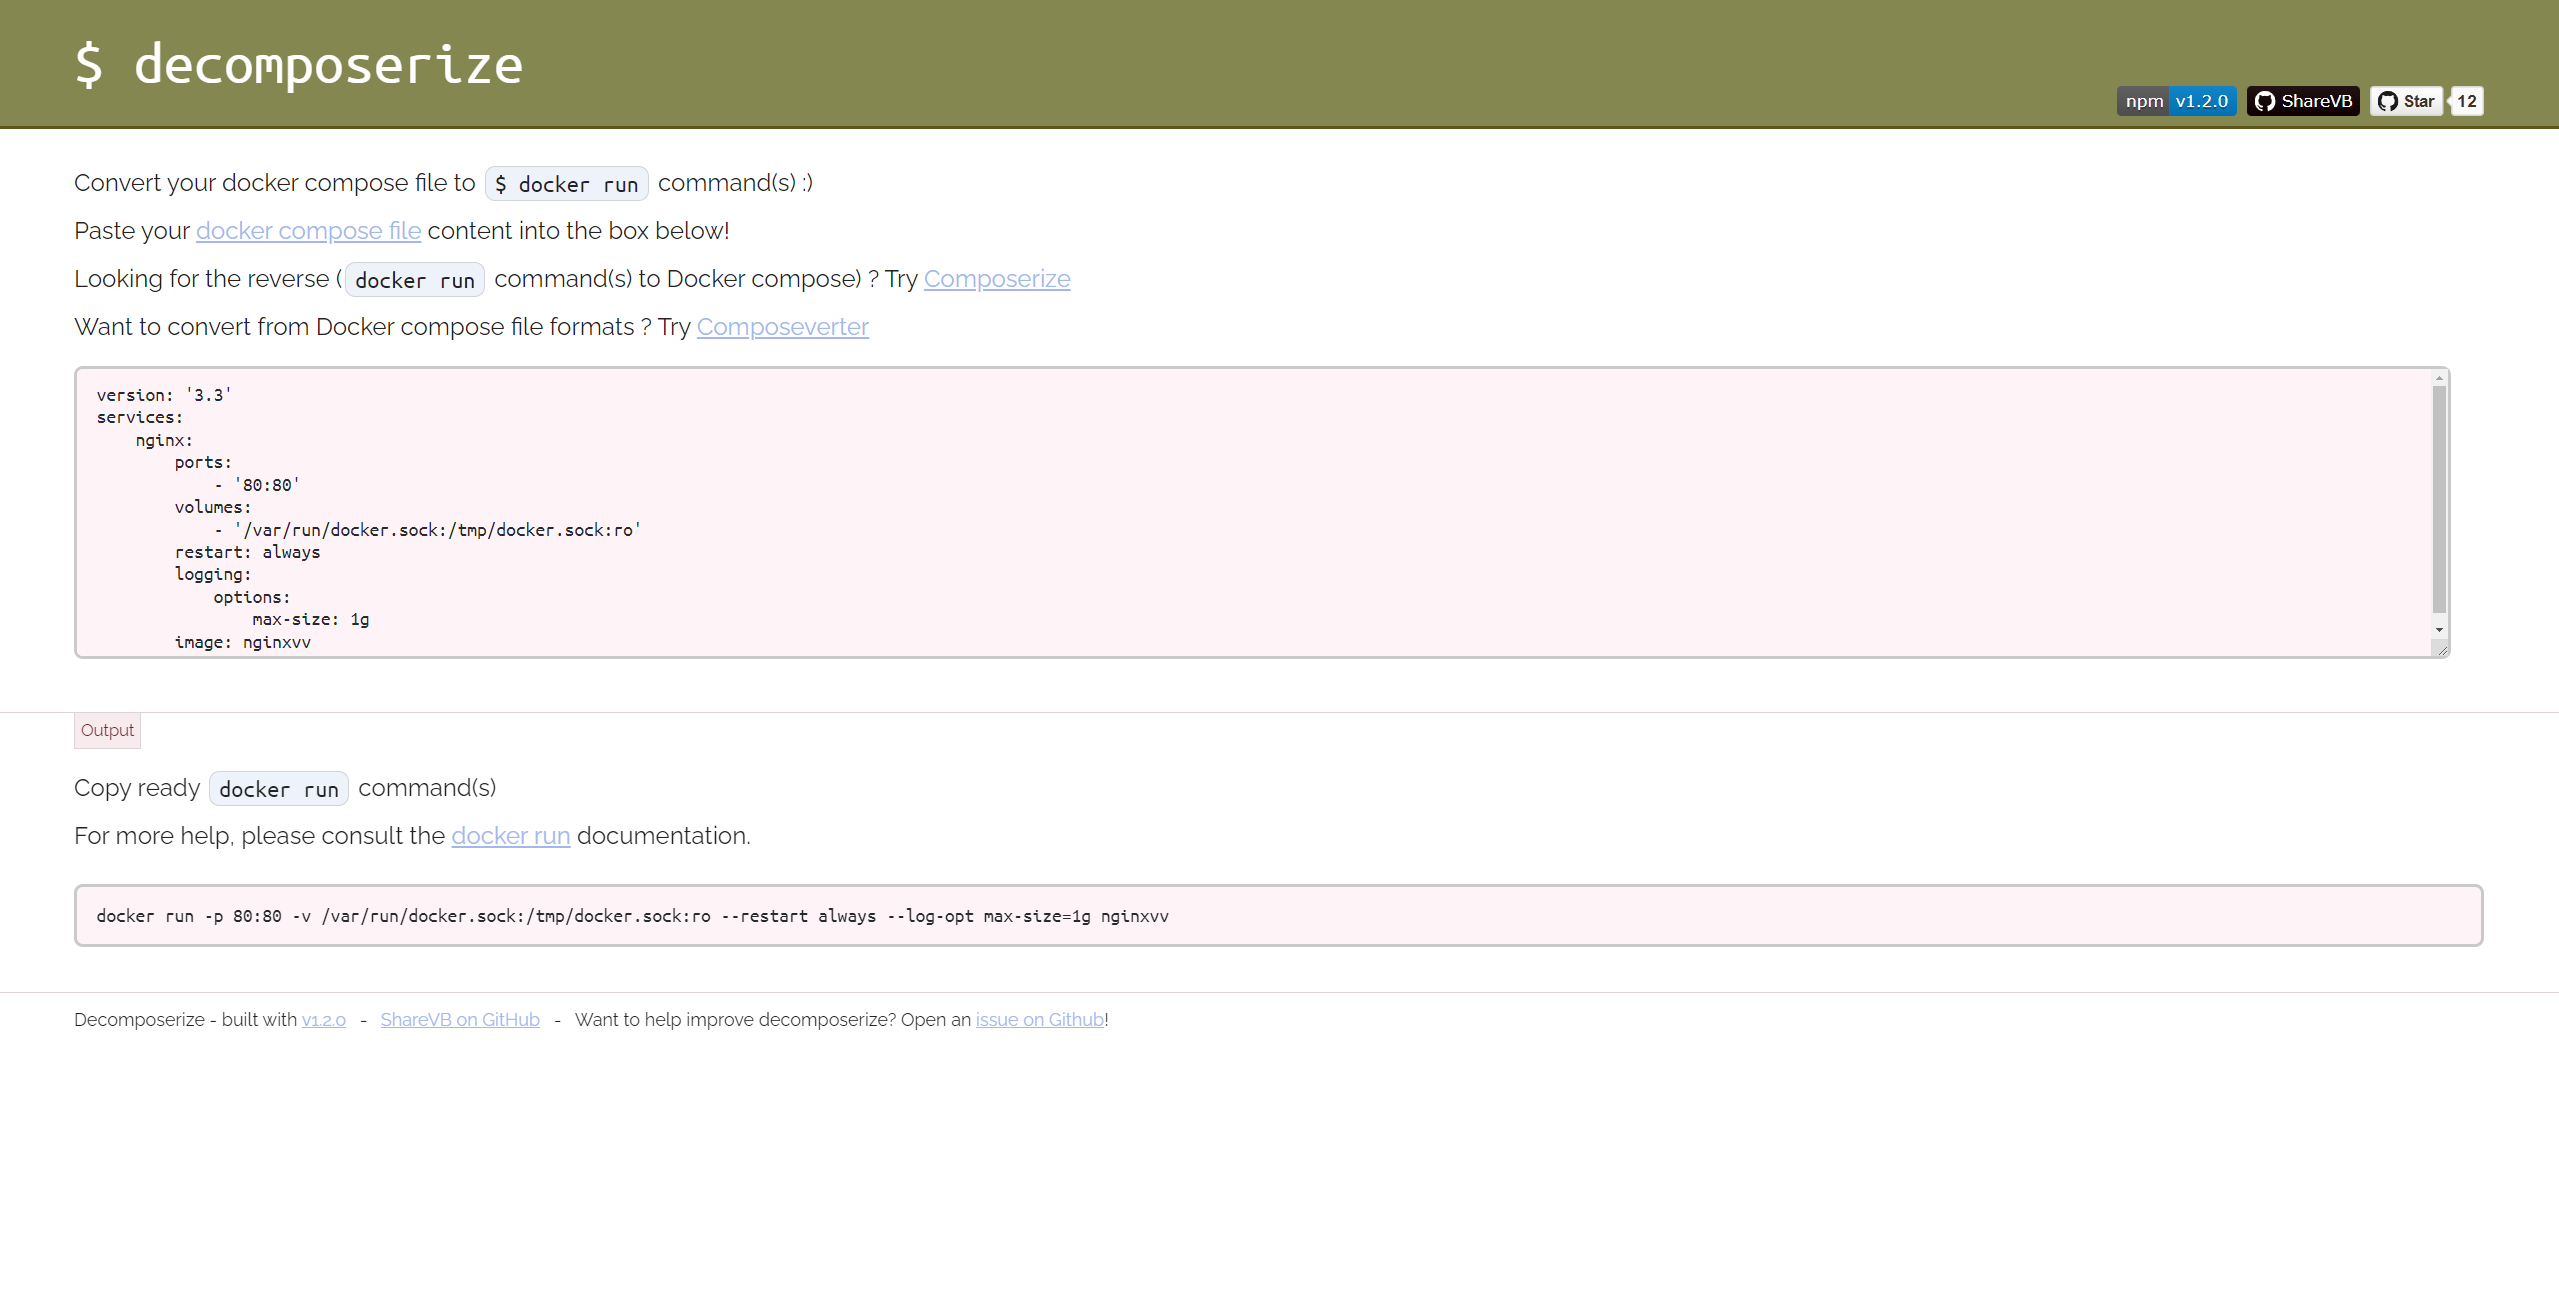 $ decomposerize
npm v1.2.0 ShareVB Star 12
Convert your docker compose file to $ docker run command(s) :)
Paste your docker compose file content into the box below!
Looking for the reverse ( docker run command(s) to Docker compose) ? Try Composerize
Want to convert from Docker compose file formats ? Try Composeverter
version: '3.3'
services:
    nginx:
        ports:
            - '80:80'
        volumes:
            - '/var/run/docker.sock:/tmp/docker.sock:ro'
        restart: always
        logging:
            options:
                max-size: 1g
        image: nginxvv
Output
Copy ready docker run command(s)
For more help, please consult the docker run documentation.
docker run -p 80:80 -v /var/run/docker.sock:/tmp/docker.sock:ro --restart always --log-opt max-size=1g nginxvv
Decomposerize - built with v1.2.0 - ShareVB on GitHub - Want to help improve decomposerize? Open an issue on Github!